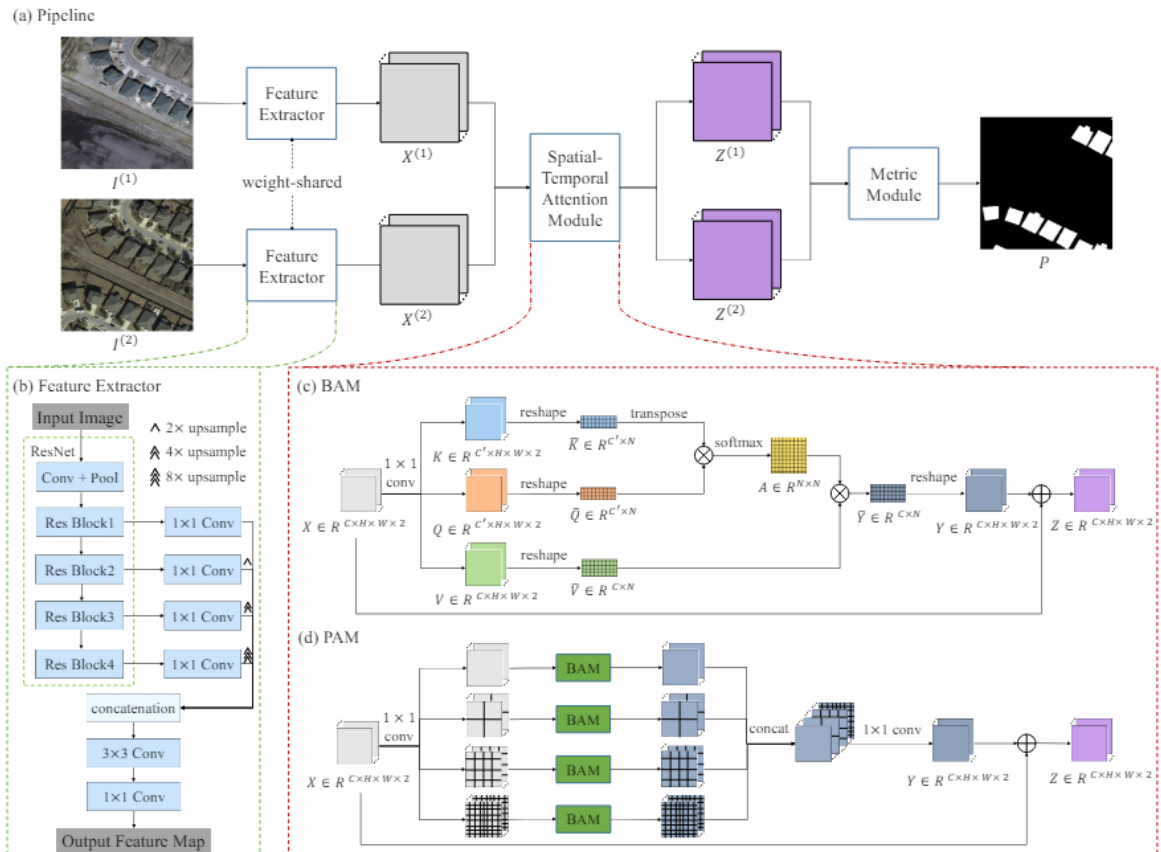 (a) Pipeline
Feature
Extractor
I⁽¹⁾
X⁽¹⁾
weight-shared
Feature
Extractor
I⁽²⁾
X⁽²⁾
Spatial-
Temporal
Attention
Module
Z⁽¹⁾
Z⁽²⁾
Metric
Module
P
(b) Feature Extractor
Input Image
2× upsample
4× upsample
8× upsample
ResNet
Conv + Pool
Res Block1
1×1 Conv
Res Block2
1×1 Conv
Res Block3
1×1 Conv
Res Block4
1×1 Conv
concatenation
3×3 Conv
1×1 Conv
Output Feature Map
(c) BAM
X ∈ R^{C×H×W×2}
1 × 1
conv
K ∈ R^{C′×H×W×2}
reshape
K̅ ∈ R^{C′×N}
transpose
Q ∈ R^{C′×H×W×2}
reshape
Q̅ ∈ R^{C′×N}
V ∈ R^{C×H×W×2}
reshape
V̅ ∈ R^{C×N}
softmax
A ∈ R^{N×N}
Y̅ ∈ R^{C×N}
reshape
Y ∈ R^{C×H×W×2}
Z ∈ R^{C×H×W×2}
(d) PAM
X ∈ R^{C×H×W×2}
1 × 1
conv
BAM
BAM
BAM
BAM
concat
1×1 conv
Y ∈ R^{C×H×W×2}
Z ∈ R^{C×H×W×2}